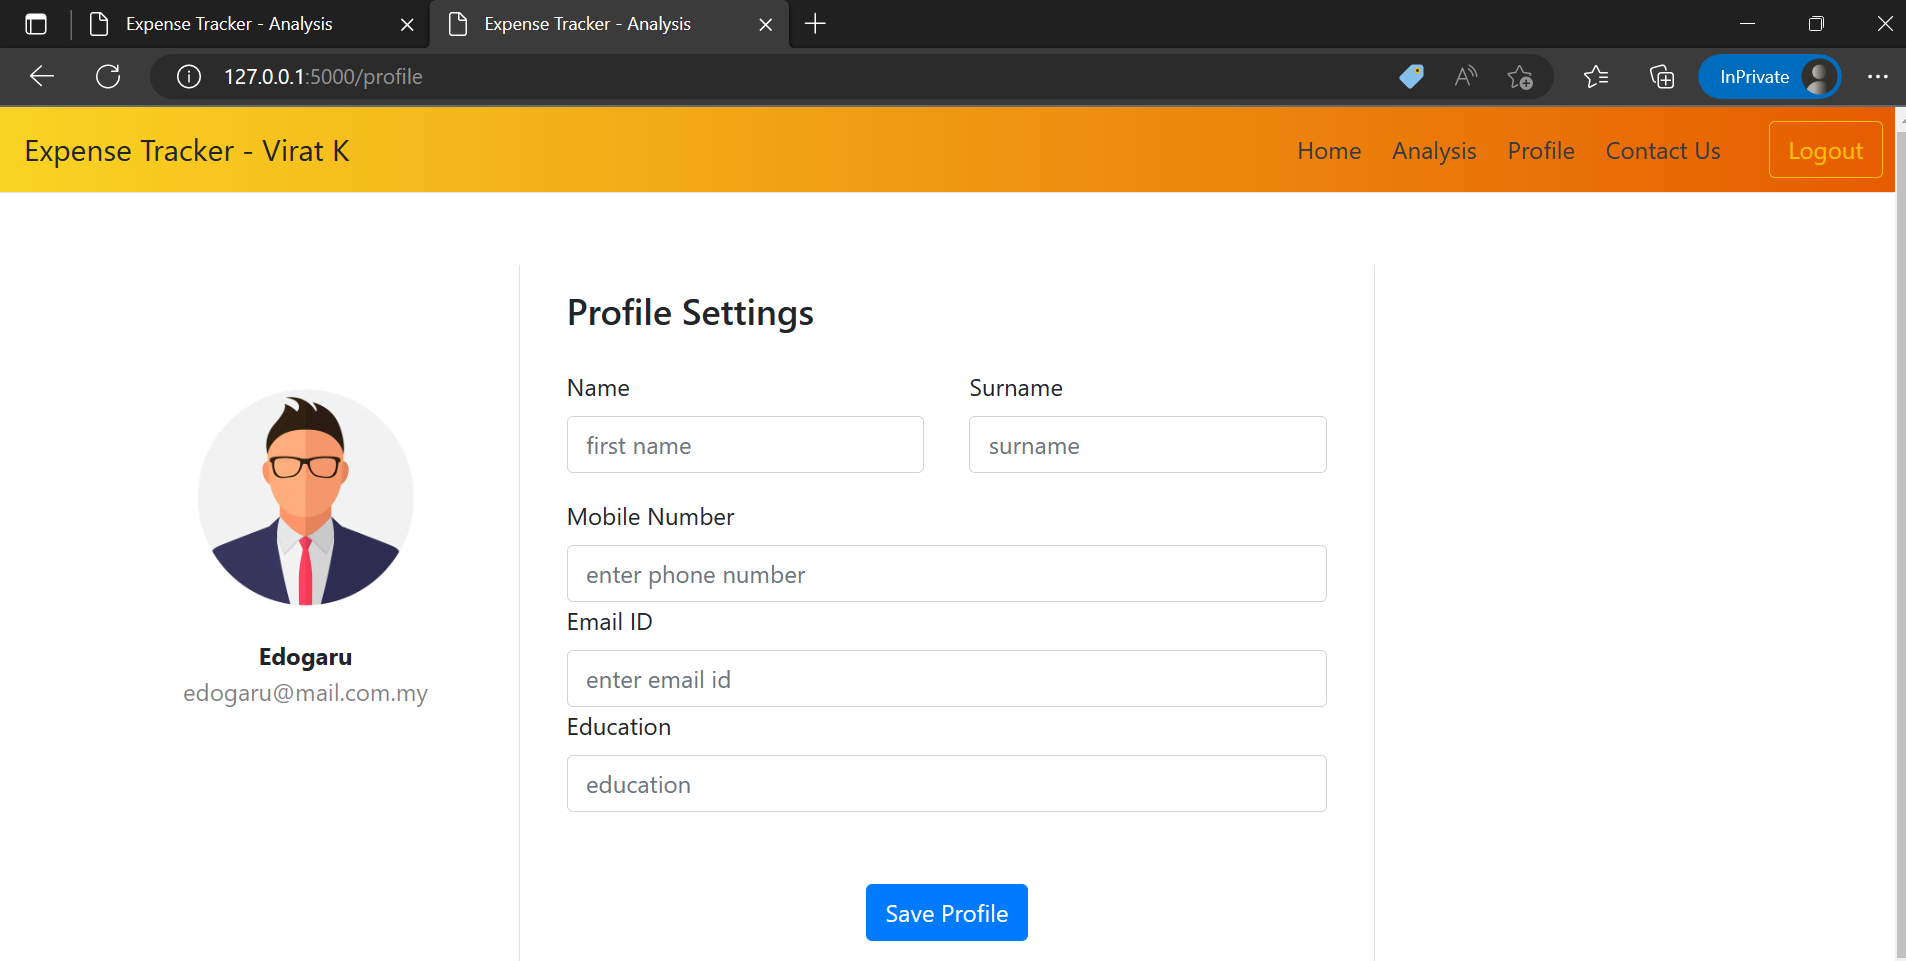 Expense Tracker - Analysis
Expense Tracker - Analysis
127.0.0.1:5000/profile
InPrivate
Expense Tracker - Virat K
Home
Analysis
Profile
Contact Us
Logout
Edogaru
edogaru@mail.com.my
Profile Settings
Name
Surname
first name
surname
Mobile Number
enter phone number
Email ID
enter email id
Education
education
Save Profile